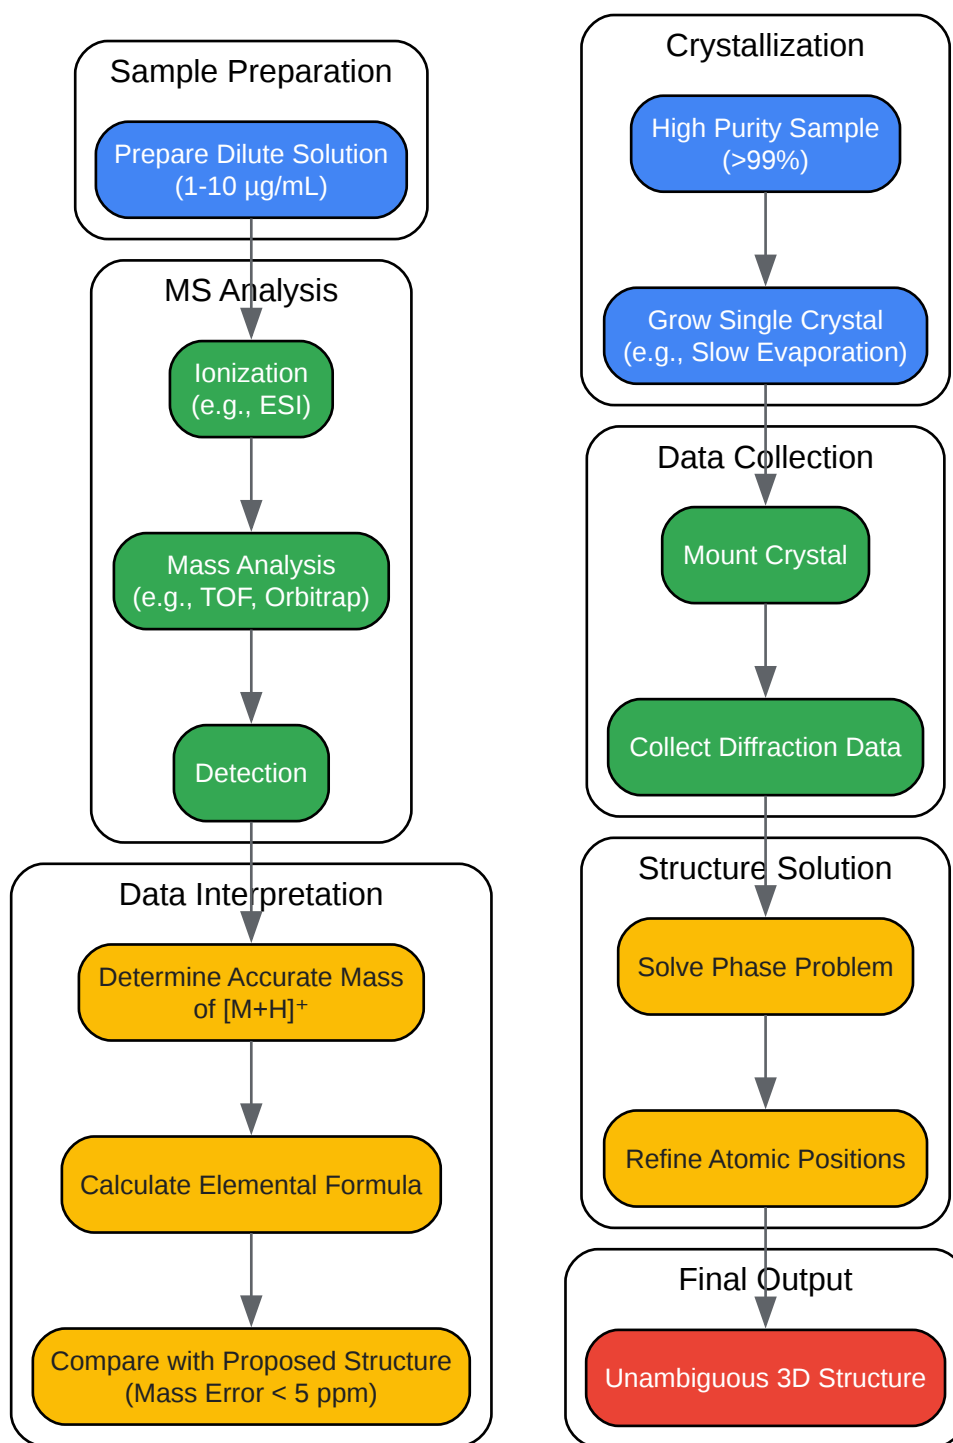 Sample Preparation
Prepare Dilute Solution
(1-10 µg/mL)
MS Analysis
Ionization
(e.g., ESI)
Mass Analysis
(e.g., TOF, Orbitrap)
Detection
Data Interpretation
Determine Accurate Mass
of [M+H]⁺
Calculate Elemental Formula
Compare with Proposed Structure
(Mass Error < 5 ppm)
Crystallization
High Purity Sample
(>99%)
Grow Single Crystal
(e.g., Slow Evaporation)
Data Collection
Mount Crystal
Collect Diffraction Data
Structure Solution
Solve Phase Problem
Refine Atomic Positions
Final Output
Unambiguous 3D Structure